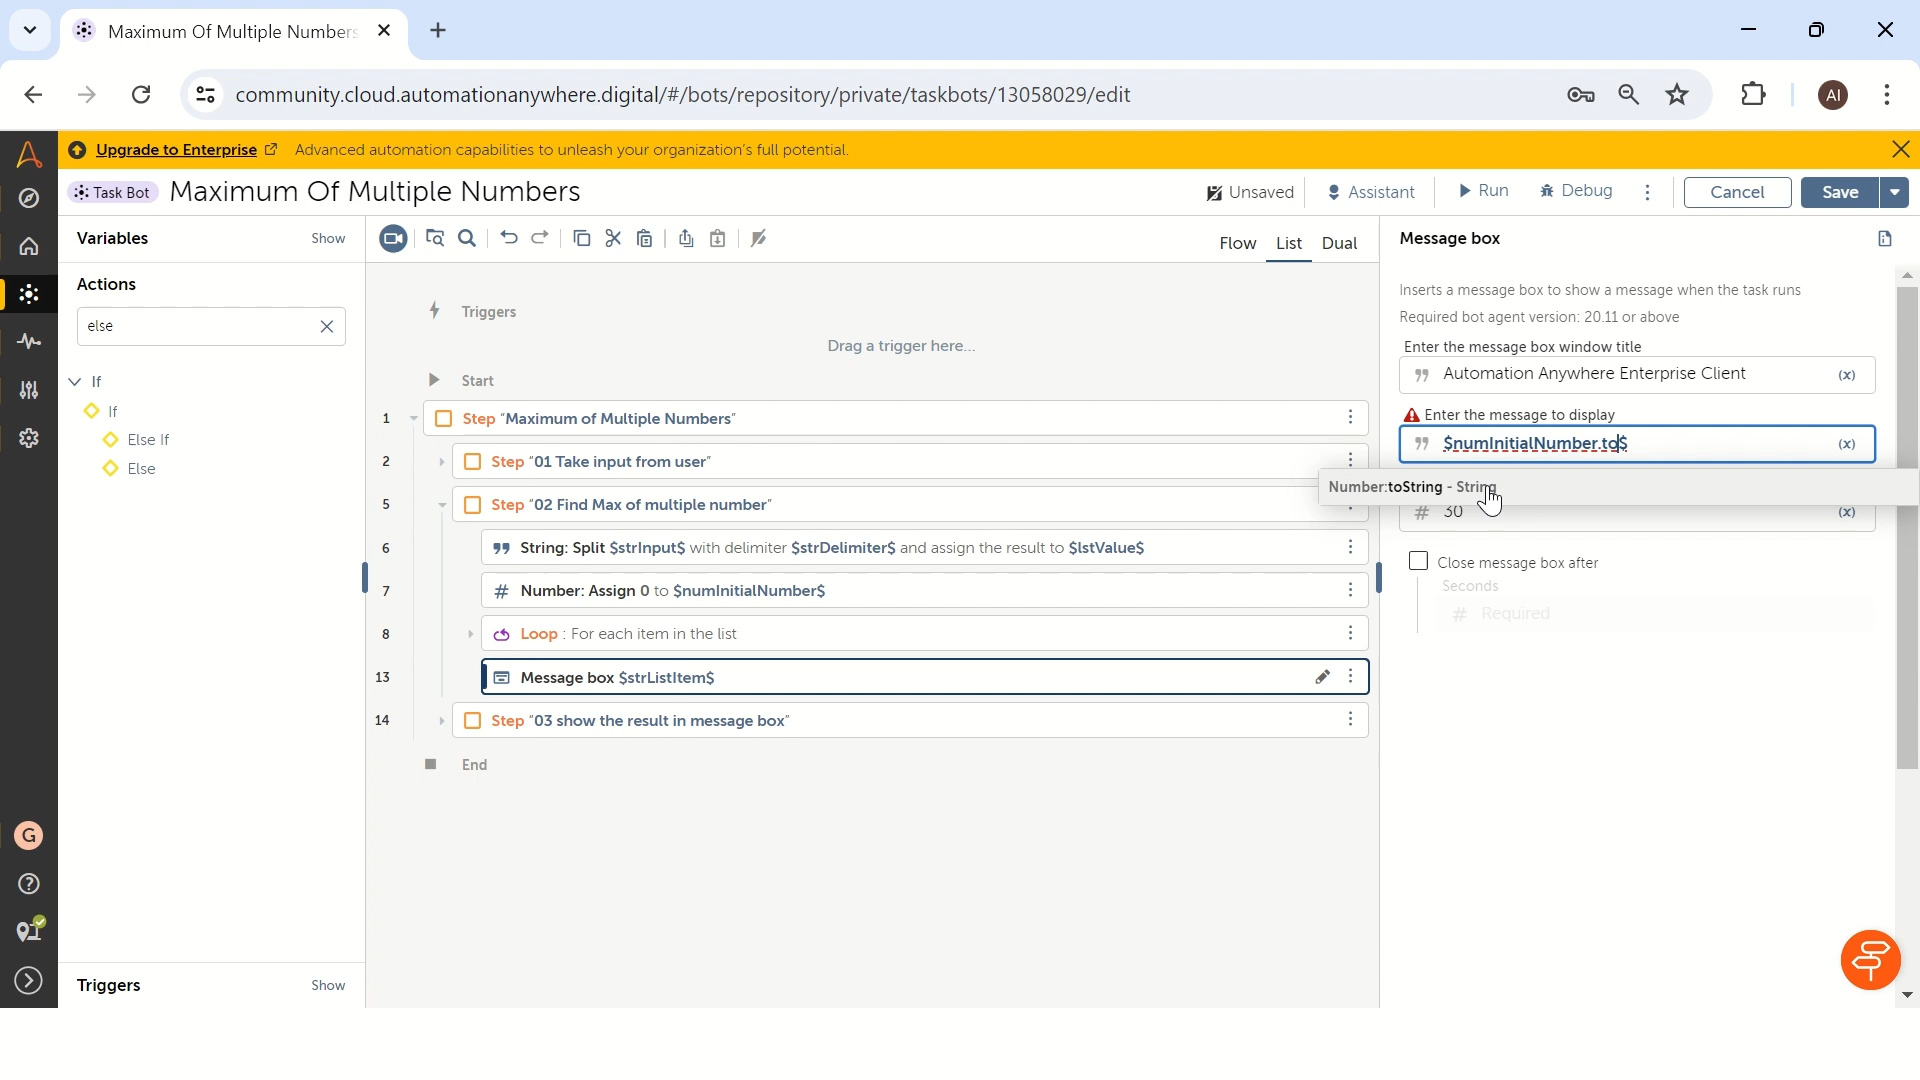 Maximum Of Multiple Numbers
community.cloud.automationanywhere.digital/#/bots/repository/private/taskbots/13058029/edit
AI
Upgrade to Enterprise Advanced automation capabilities to unleash your organization's full potential.
Task Bot Maximum Of Multiple Numbers
Unsaved Assistant Run Debug Cancel Save
Variables Show
Flow List Dual
Message box
Actions
else
If
If
Else If
Else
Triggers
Drag a trigger here...
Start
1 Step "Maximum of Multiple Numbers"
2 Step "01 Take input from user"
5 Step "02 Find Max of multiple number"
6 String: Split $strInput$ with delimiter $strDelimiter$ and assign the result to $lstValue$
7 Number: Assign 0 to $numInitialNumber$
8 Loop : For each item in the list
13 Message box $strListItem$
14 Step "03 show the result in message box"
End
Inserts a message box to show a message when the task runs
Required bot agent version: 20.11 or above
Enter the message box window title
Automation Anywhere Enterprise Client (x)
Enter the message to display
$numInitialNumber.to$ (x)
Number:toString - String
# 30 (x)
Close message box after
Seconds
# Required
G
Triggers Show